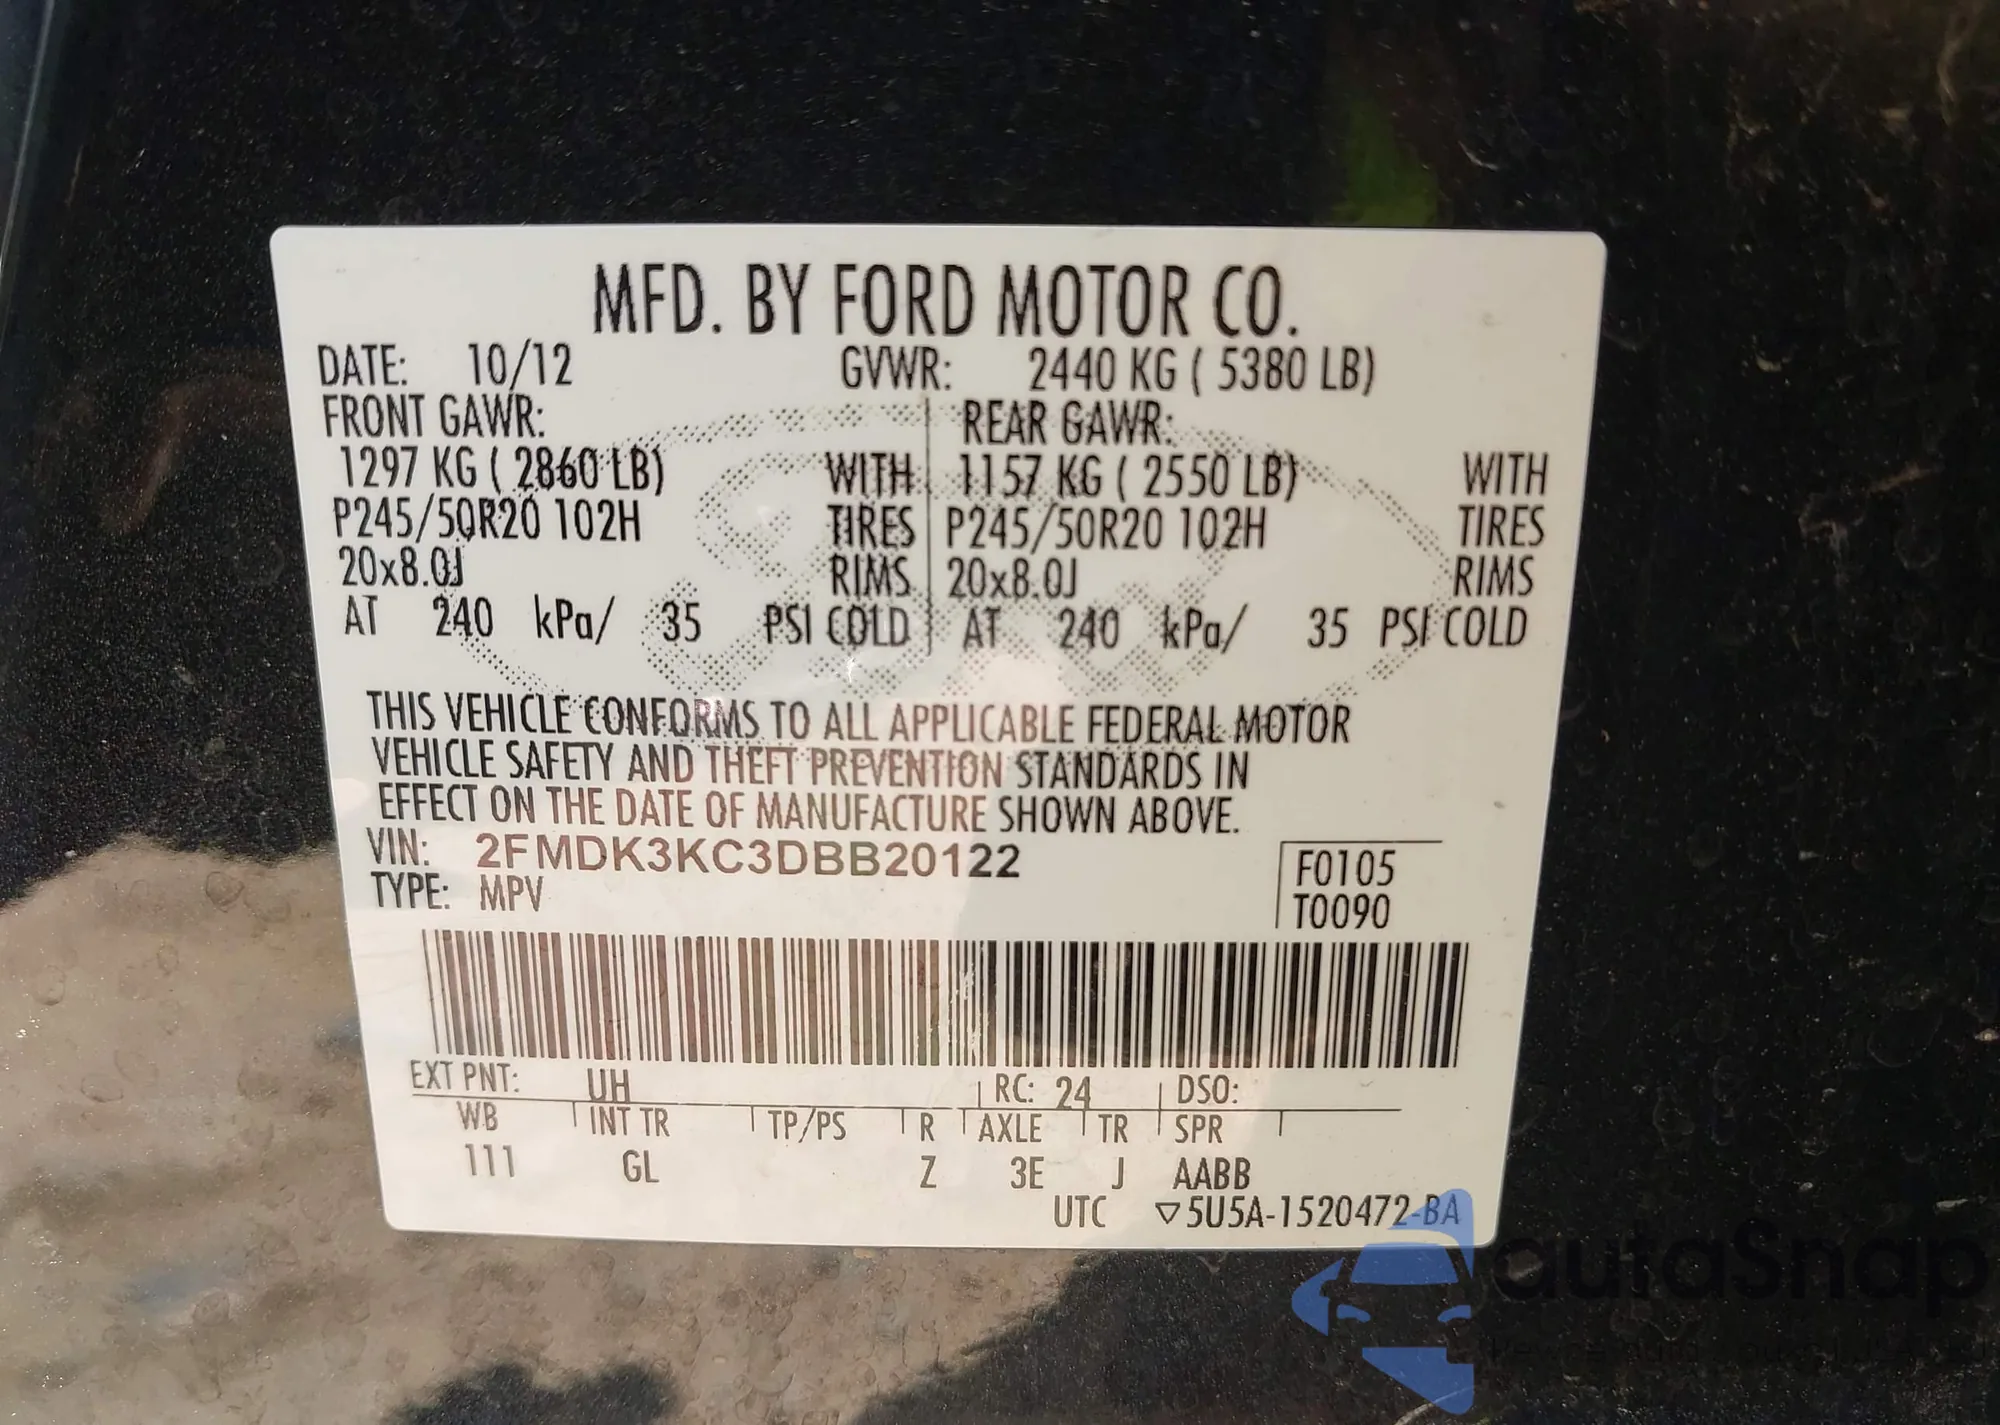 MFD. BY FORD MOTOR CO.
DATE: 10/12 GVWR: 2440 KG ( 5380 LB)
FRONT GAWR: REAR GAWR:
1297 KG ( 2860 LB) WITH 1157 KG ( 2550 LB) WITH
P245/50R20 102H TIRES P245/50R20 102H TIRES
20x8.0J RIMS 20x8.0J RIMS
AT 240 kPa/ 35 PSI COLD AT 240 kPa/ 35 PSI COLD
THIS VEHICLE CONFORMS TO ALL APPLICABLE FEDERAL MOTOR
VEHICLE SAFETY AND THEFT PREVENTION STANDARDS IN
EFFECT ON THE DATE OF MANUFACTURE SHOWN ABOVE.
VIN: 2FMDK3KC3DBB20122
TYPE: MPV
F0105
T0090
EXT PNT: UH RC: 24 DSO:
WB INT TR TP/PS R AXLE TR SPR
111 GL Z 3E J AABB
UTC ▽5U5A-1520472-BA
autaSnap